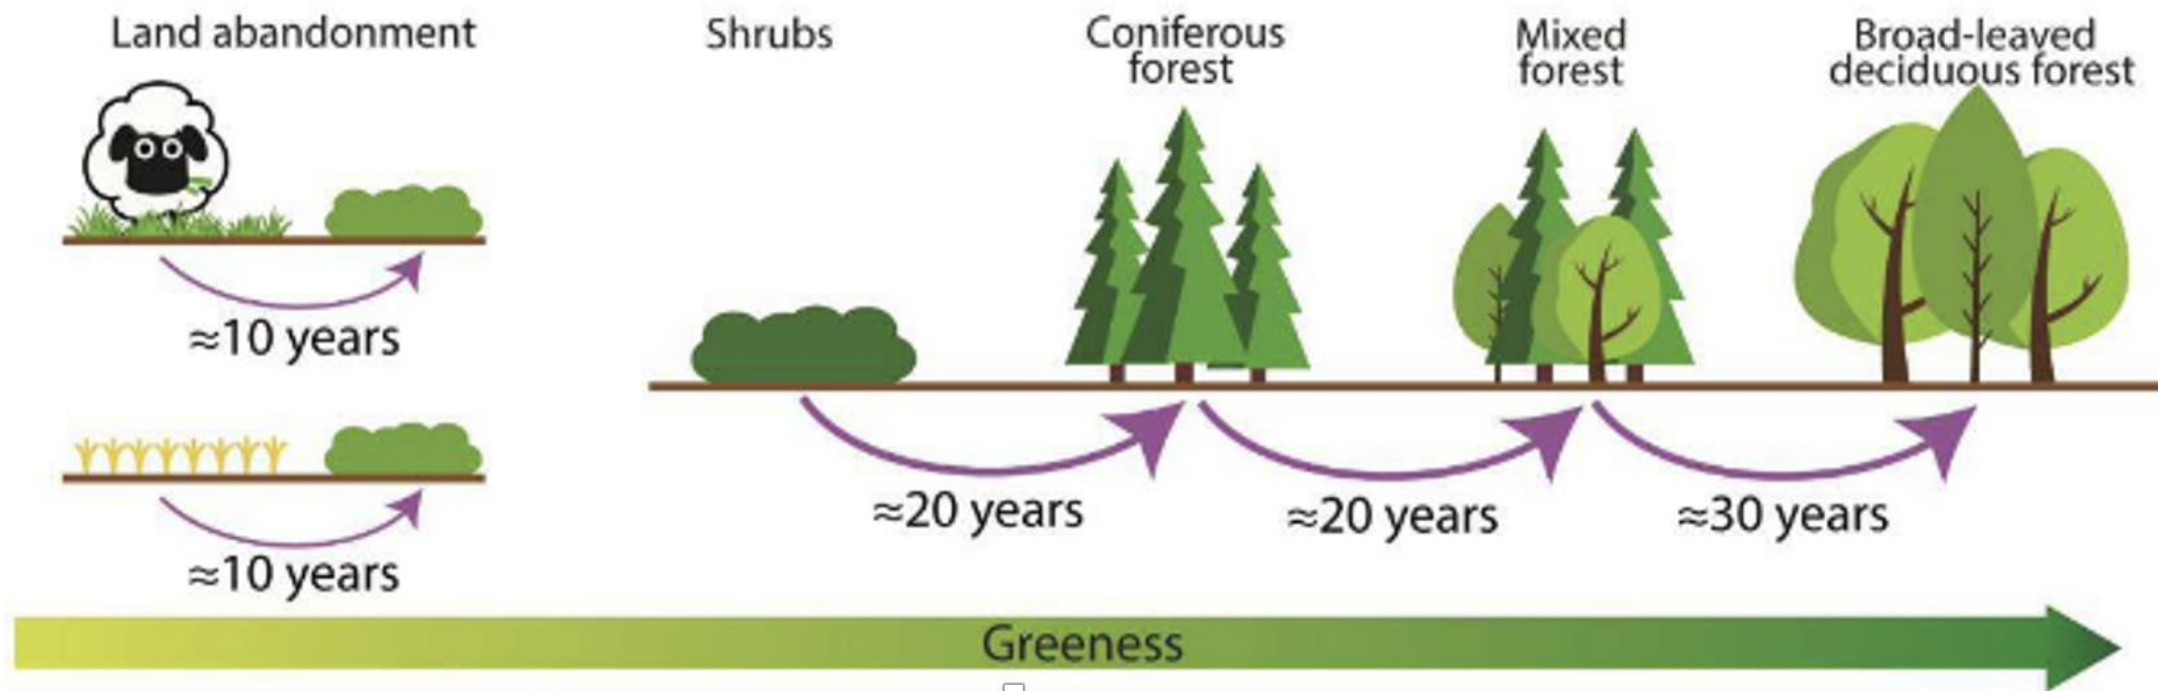 Land abandonment
Shrubs
Coniferous
forest
Mixed
forest
Broad-leaved
deciduous forest
≈10 years
≈10 years
≈20 years
≈20 years
≈30 years
Greeness